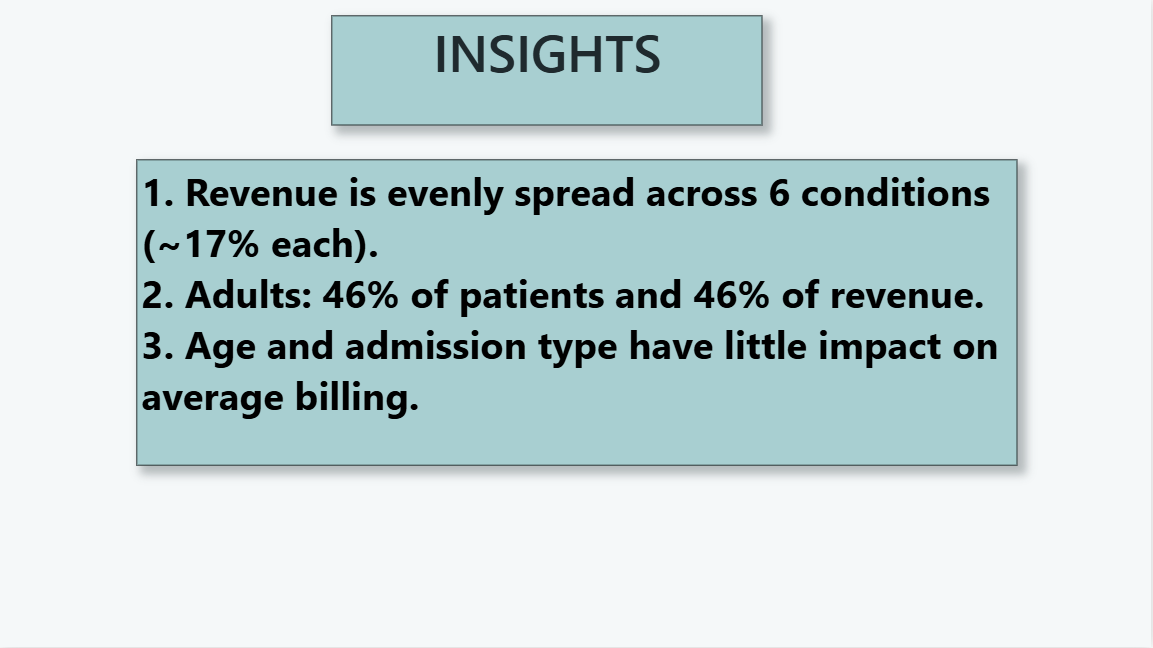 INSIGHTS
1. Revenue is evenly spread across 6 conditions
(~17% each).
2. Adults: 46% of patients and 46% of revenue.
3. Age and admission type have little impact on
average billing.